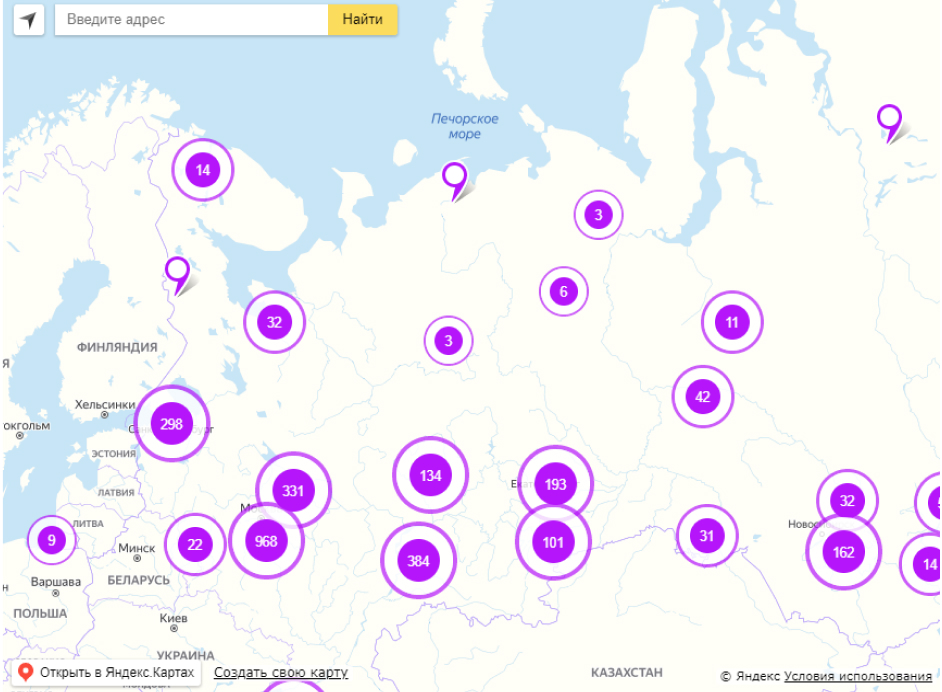 Введите адрес
Найти
Печорское
море
14
3
6
32
3
11
ФИНЛЯНДИЯ
42
Хельсинки
298
ЭСТОНИЯ
134
193
331
ЛАТВИЯ
32
ЛИТВА
9
22
968
384
101
31
162
14
Минск
БЕЛАРУСЬ
Варшава
ПОЛЬША
Киев
УКРАИНА
КАЗАХСТАН
Открыть в Яндекс.Картах
Создать свою карту
© Яндекс Условия использования